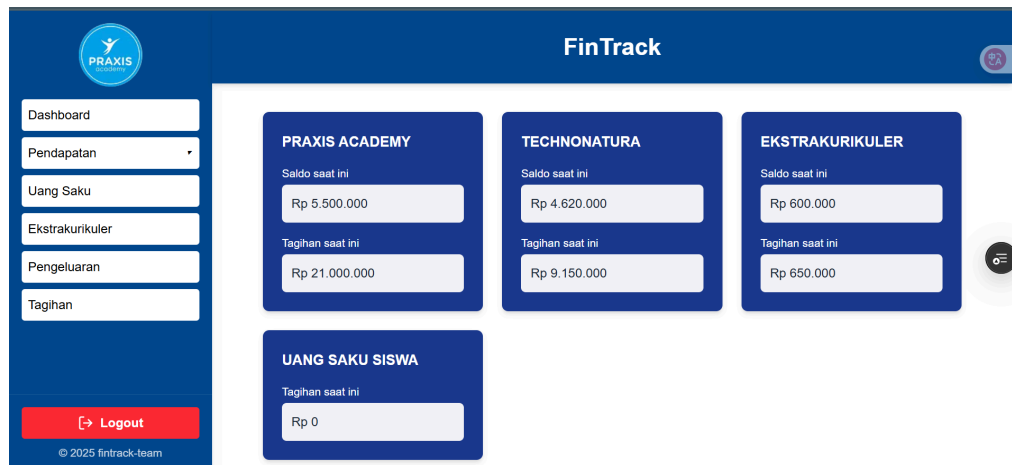 PRAXIS
academy
FinTrack
Dashboard
Pendapatan
Uang Saku
Ekstrakurikuler
Pengeluaran
Tagihan
Logout
© 2025 fintrack-team
PRAXIS ACADEMY
Saldo saat ini
Rp 5.500.000
Tagihan saat ini
Rp 21.000.000
TECHNONATURA
Saldo saat ini
Rp 4.620.000
Tagihan saat ini
Rp 9.150.000
EKSTRAKURIKULER
Saldo saat ini
Rp 600.000
Tagihan saat ini
Rp 650.000
UANG SAKU SISWA
Tagihan saat ini
Rp 0